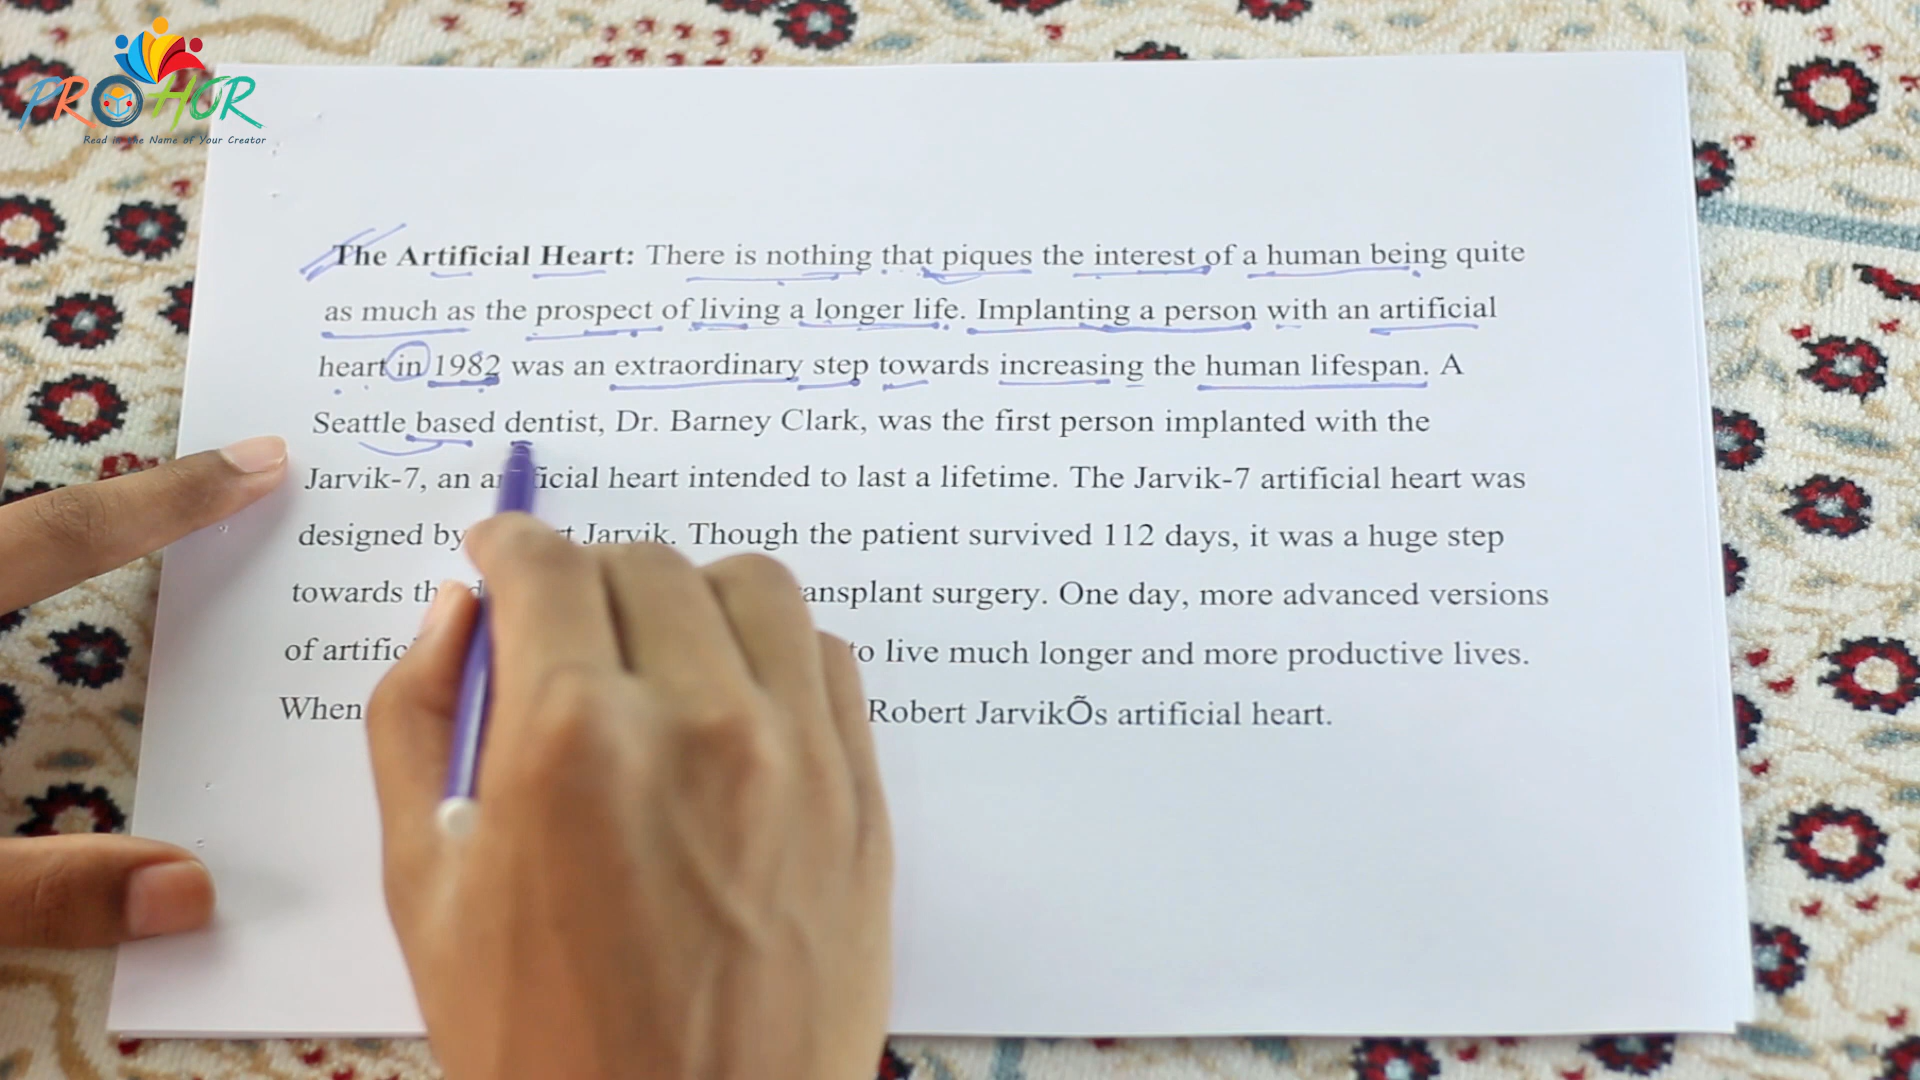 PROHOR
Read in the Name of Your Creator
The Artificial Heart: There is nothing that piques the interest of a human being quite
as much as the prospect of living a longer life. Implanting a person with an artificial
heart in 1982 was an extraordinary step towards increasing the human lifespan. A
Seattle based dentist, Dr. Barney Clark, was the first person implanted with the
Jarvik-7, an heart intended to last a lifetime. The Jarvik-7 artificial heart was
designed by Jarvik. Though the patient survived 112 days, it was a huge step
towards surgery. One day, more advanced versions
of to live much longer and more productive lives.
When Robert JarvikÕs artificial heart.